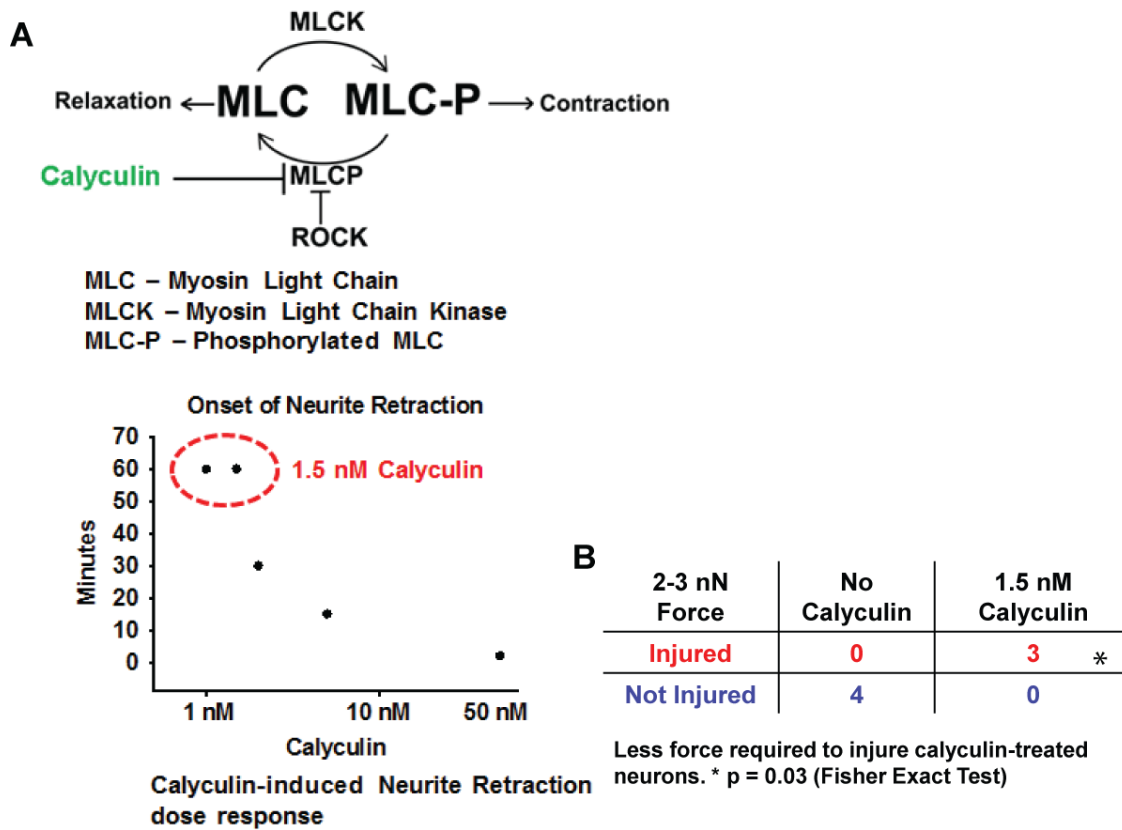 A
MLCK
Relaxation
MLC
MLC-P
Contraction
Calyculin
MLCP
ROCK
MLC – Myosin Light Chain
MLCK – Myosin Light Chain Kinase
MLC-P – Phosphorylated MLC
Onset of Neurite Retraction
70
60
50
40
30
20
10
0
Minutes
1.5 nM Calyculin
1 nM
10 nM
50 nM
Calyculin
Calyculin-induced Neurite Retraction
dose response
B
2-3 nN
Force
No
Calyculin
1.5 nM
Calyculin
Injured
0
3
*
Not Injured
4
0
Less force required to injure calyculin-treated
neurons. * p = 0.03 (Fisher Exact Test)